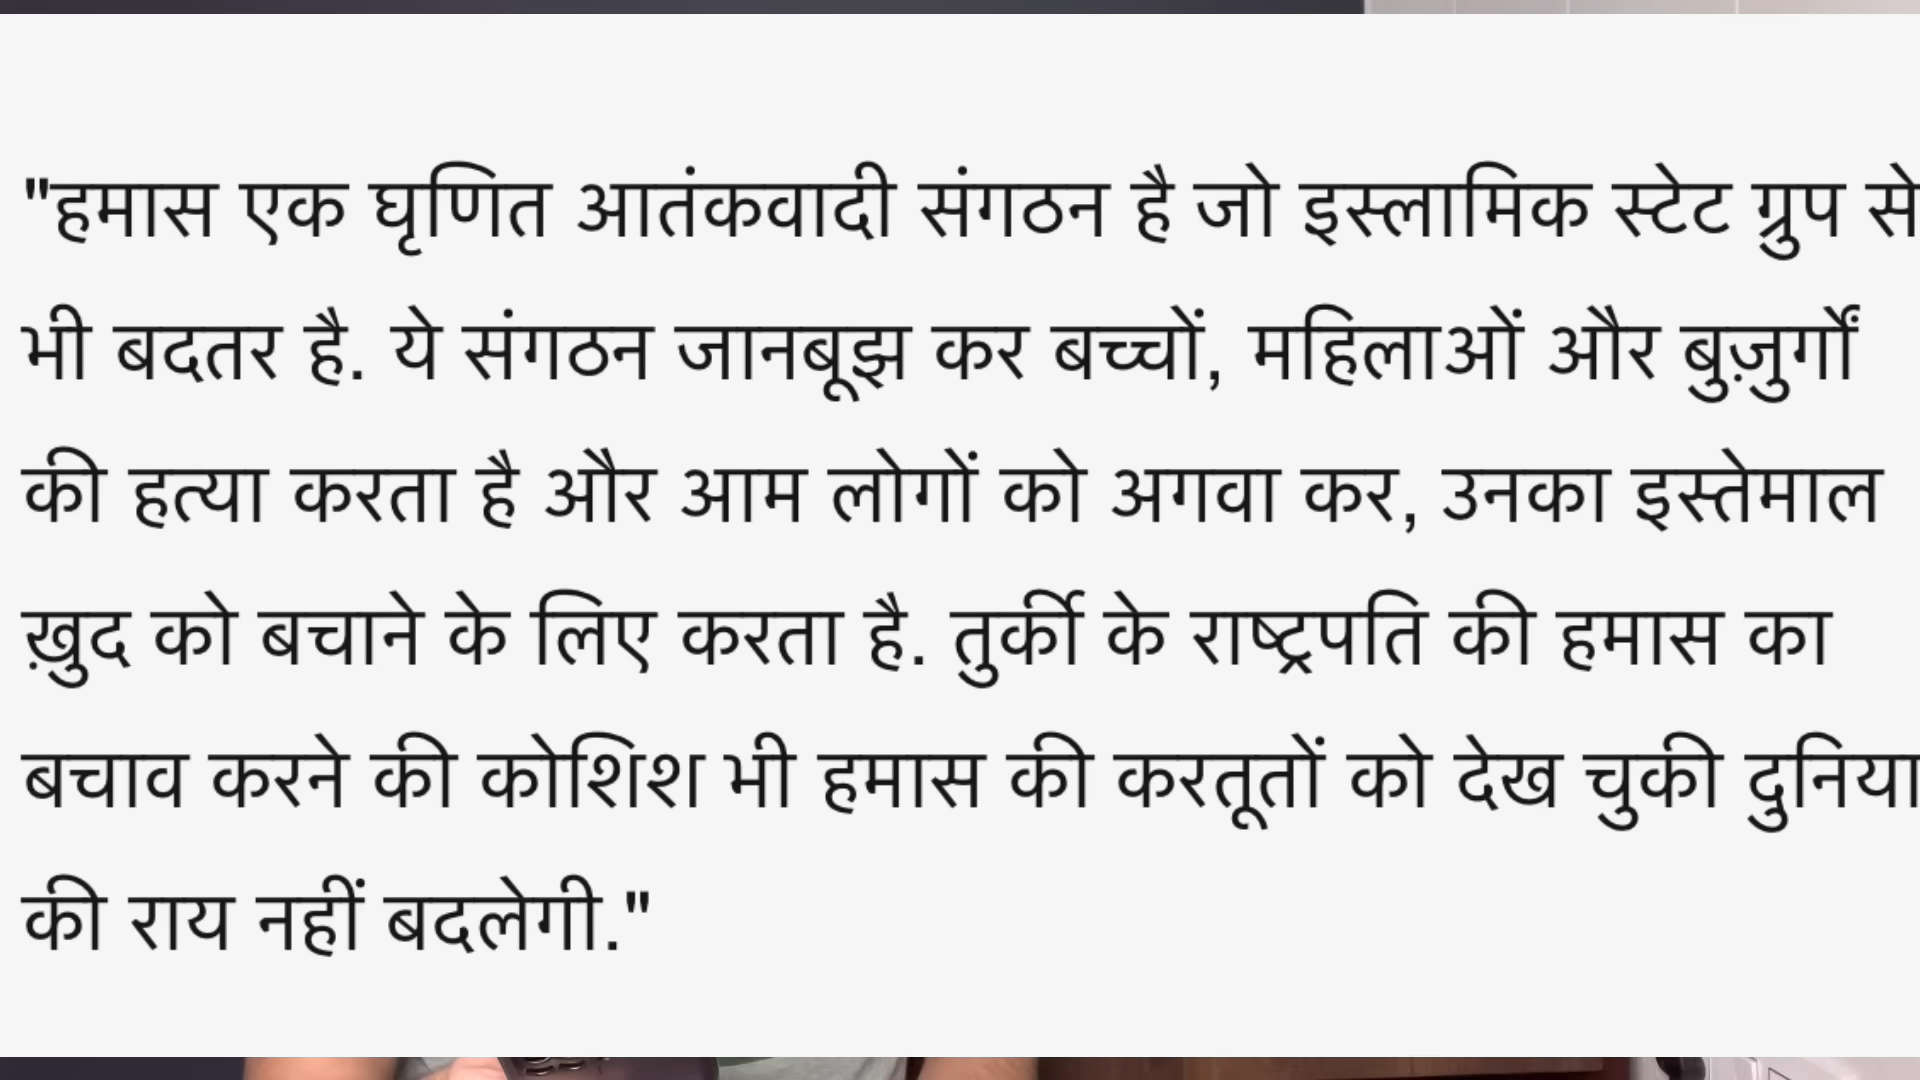 "हमास एक घृणित आतंकवादी संगठन है जो इस्लामिक स्टेट ग्रुप से
भी बदतर है. ये संगठन जानबूझ कर बच्चों, महिलाओं और बुज़ुर्गों
की हत्या करता है और आम लोगों को अगवा कर, उनका इस्तेमाल
ख़ुद को बचाने के लिए करता है. तुर्की के राष्ट्रपति की हमास का
बचाव करने की कोशिश भी हमास की करतूतों को देख चुकी दुनिया
की राय नहीं बदलेगी."